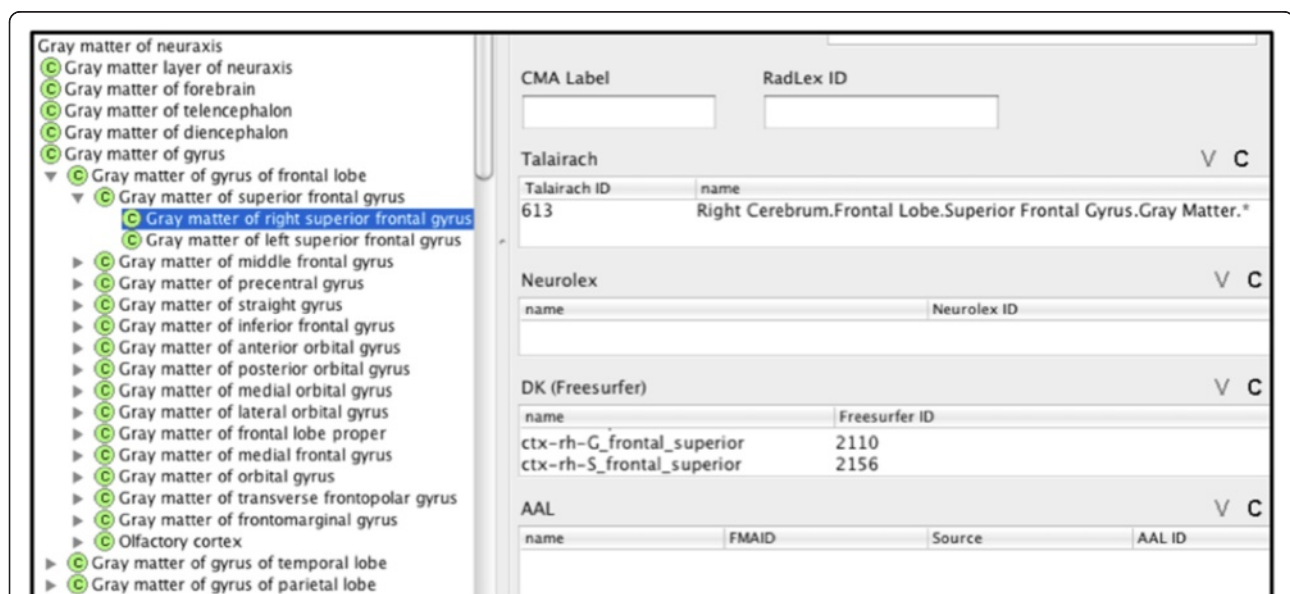 Gray matter of neuraxis
C Gray matter layer of neuraxis
C Gray matter of forebrain
C Gray matter of telencephalon
C Gray matter of diencephalon
C Gray matter of gyrus
C Gray matter of gyrus of frontal lobe
C Gray matter of superior frontal gyrus
C Gray matter of right superior frontal gyrus
C Gray matter of left superior frontal gyrus
C Gray matter of middle frontal gyrus
C Gray matter of precentral gyrus
C Gray matter of straight gyrus
C Gray matter of inferior frontal gyrus
C Gray matter of anterior orbital gyrus
C Gray matter of posterior orbital gyrus
C Gray matter of medial orbital gyrus
C Gray matter of lateral orbital gyrus
C Gray matter of frontal lobe proper
C Gray matter of medial frontal gyrus
C Gray matter of orbital gyrus
C Gray matter of transverse frontopolar gyrus
C Gray matter of frontomarginal gyrus
C Olfactory cortex
C Gray matter of gyrus of temporal lobe
C Gray matter of gyrus of parietal lobe
CMA Label RadLex ID
Talairach V C
Talairach ID name
613 Right Cerebrum.Frontal Lobe.Superior Frontal Gyrus.Gray Matter.*
Neurolex V C
name Neurolex ID
DK (Freesurfer) V C
name Freesurfer ID
ctx-rh-G_frontal_superior 2110
ctx-rh-S_frontal_superior 2156
AAL V C
name FMAID Source AAL ID